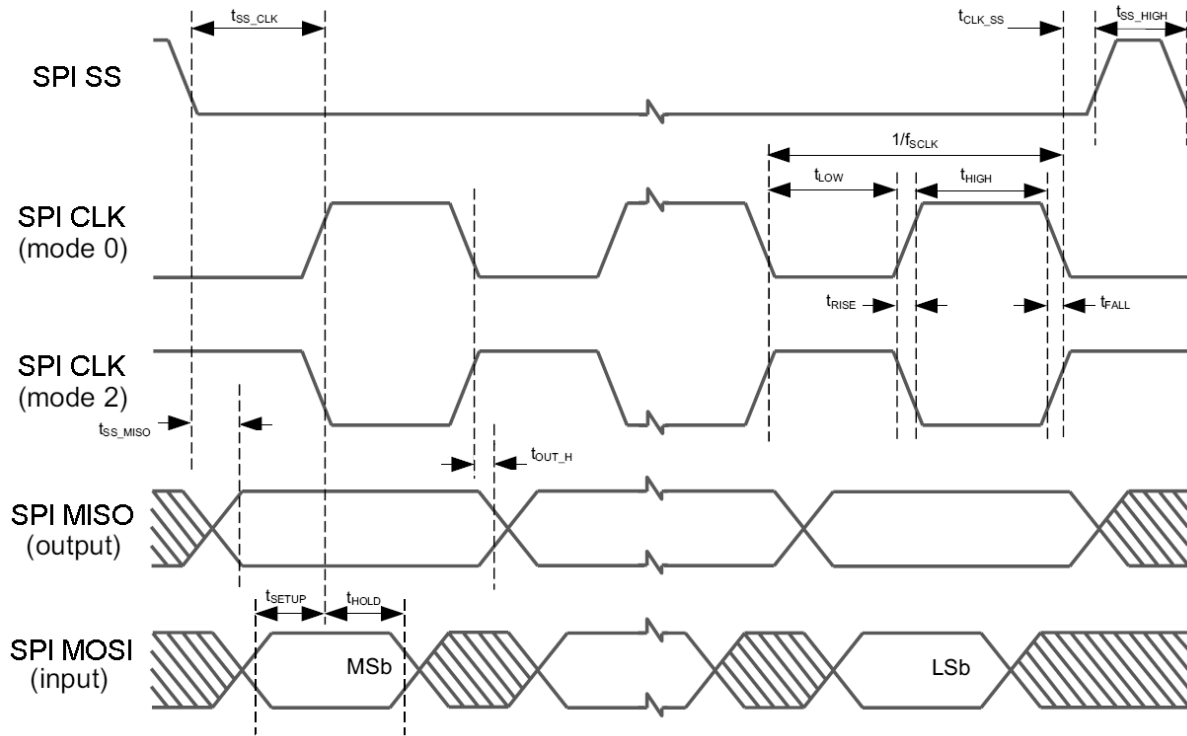 tSS_CLK
tCLK_SS
tSS_HIGH
SPI SS
1/fSCLK
tLOW
tHIGH
SPI CLK
(mode 0)
tRISE
tFALL
SPI CLK
(mode 2)
tSS_MISO
tOUT_H
SPI MISO
(output)
tSETUP
tHOLD
SPI MOSI
(input)
MSb
LSb